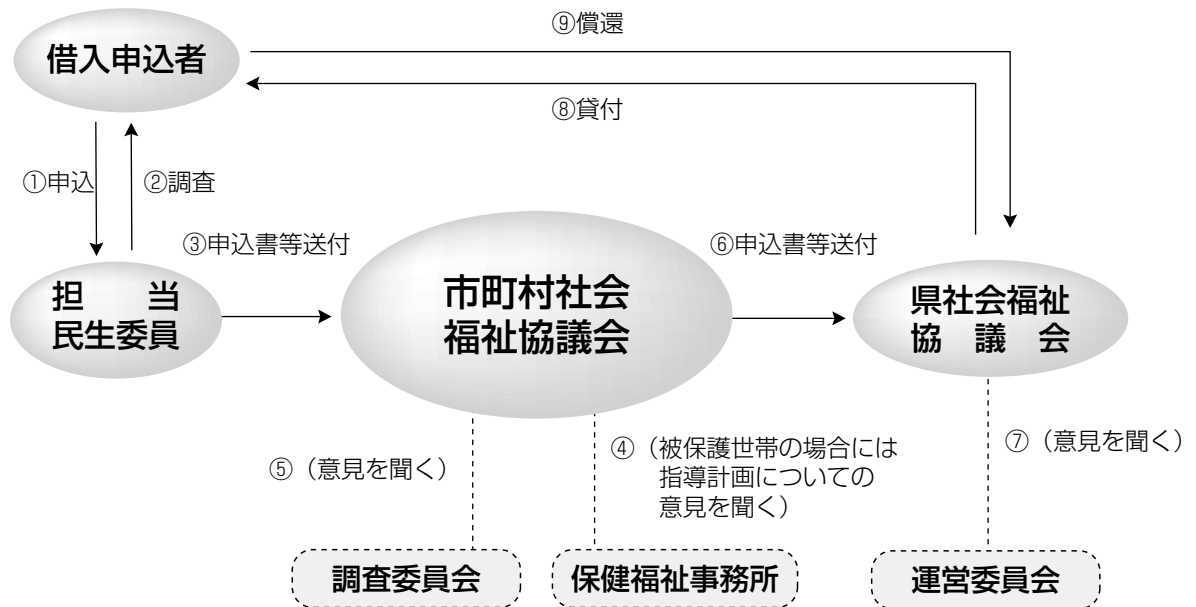 ⑨償還
借入申込者
⑧貸付
①申込
②調査
③申込書等送付
⑥申込書等送付
担　当
民生委員
市町村社会
福祉協議会
県社会福祉
協　議　会
⑤（意見を聞く）
④（被保護世帯の場合には
指導計画についての
意見を聞く）
⑦（意見を聞く）
調査委員会
保健福祉事務所
運営委員会